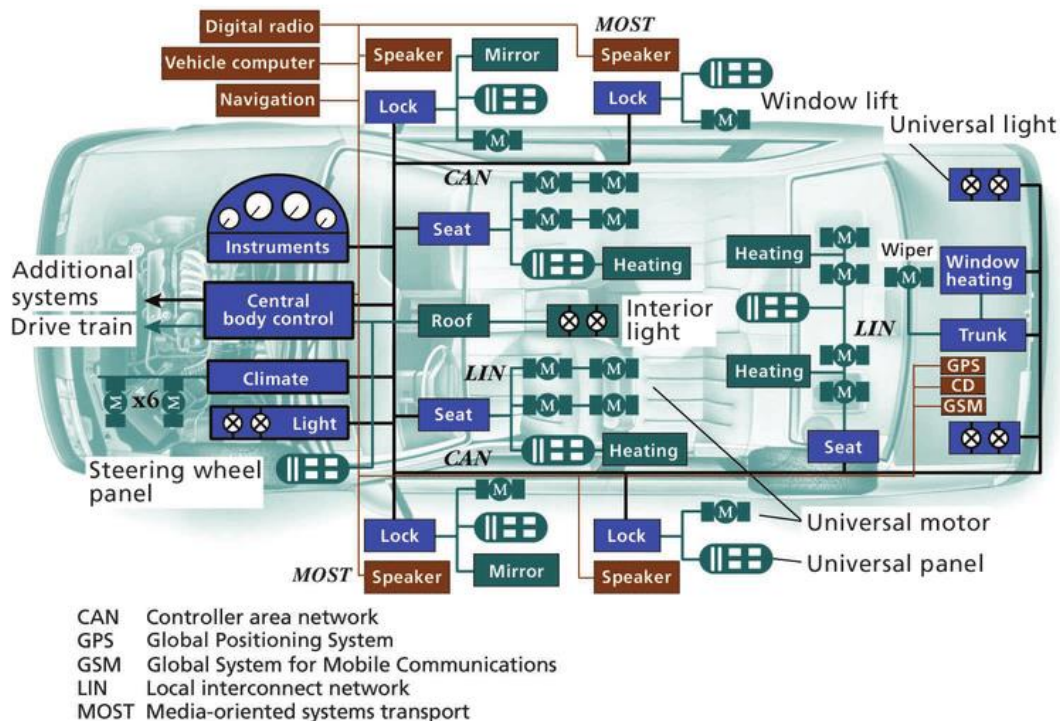 Digital radio
MOST
Speaker
Mirror
Speaker
Vehicle computer
Navigation
Lock
Lock
M
M
Window lift
Universal light
CAN
M
M
Instruments
Seat
M
M
Heating
Heating
M
M
Wiper
M
Window
heating
Additional
systems
Drive train
Central
body control
Roof
Interior
light
LIN
Trunk
LIN
M
M
M
Heating
GPS
CD
GSM
M
x6
M
Climate
Light
Seat
M
M
M
CAN
Heating
Seat
Steering wheel
panel
M
M
Universal motor
Lock
Lock
Universal panel
MOST
Speaker
Mirror
Speaker
CAN Controller area network
GPS Global Positioning System
GSM Global System for Mobile Communications
LIN Local interconnect network
MOST Media-oriented systems transport